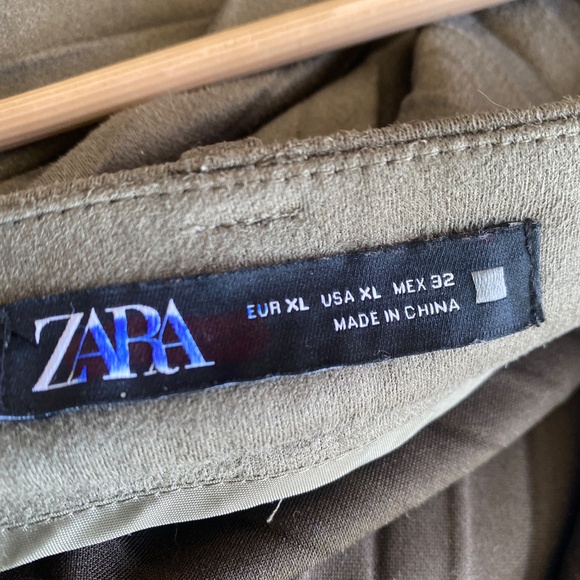 ZARA
EUR XL USA XL MEX 32
MADE IN CHINA